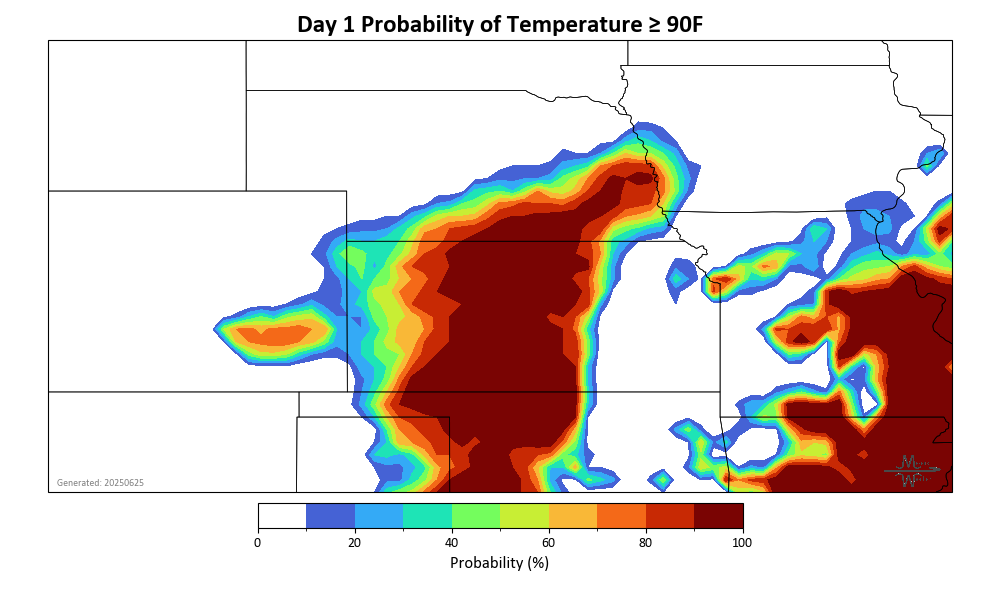 Day 1 Probability of Temperature ≥ 90F
Generated: 20250625
0 20 40 60 80 100
Probability (%)